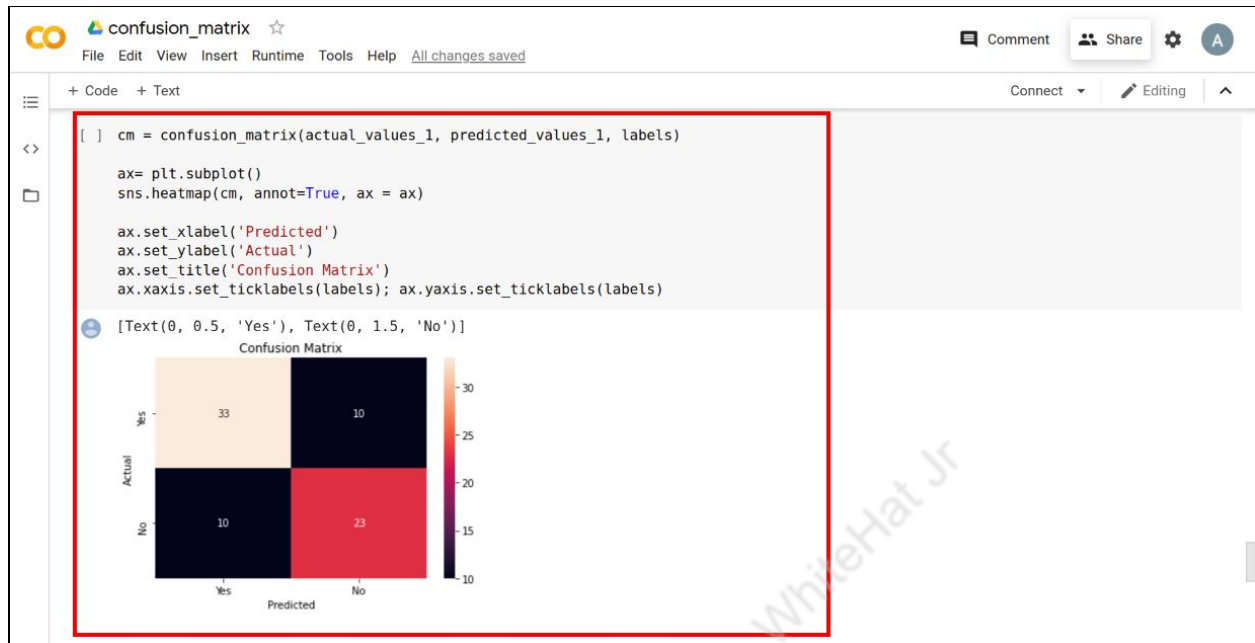 CO
confusion_matrix
File Edit View Insert Runtime Tools Help All changes saved
Comment
Share
A
+ Code + Text
Connect
Editing
[ ] cm = confusion_matrix(actual_values_1, predicted_values_1, labels)
ax= plt.subplot()
sns.heatmap(cm, annot=True, ax = ax)
ax.set_xlabel('Predicted')
ax.set_ylabel('Actual')
ax.set_title('Confusion Matrix')
ax.xaxis.set_ticklabels(labels); ax.yaxis.set_ticklabels(labels)
[Text(0, 0.5, 'Yes'), Text(0, 1.5, 'No')]
Confusion Matrix
30
Yes
33
10
25
Actual
20
No
10
23
15
10
Yes
No
Predicted
WhiteHat Jr